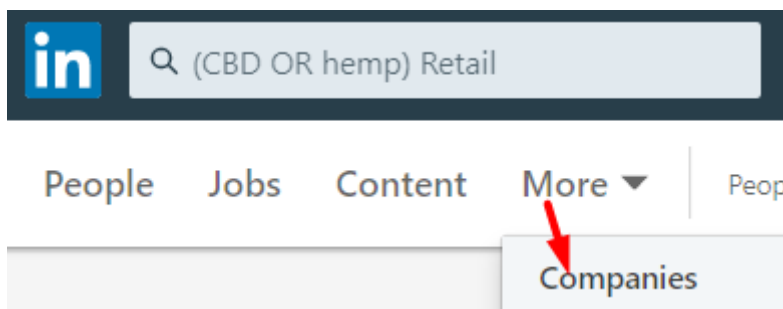 in
(CBD OR hemp) Retail
People Jobs Content More
Companies